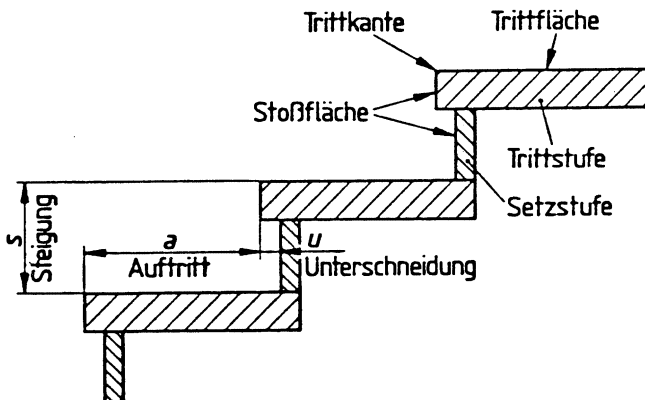 Trittkante
Trittfläche
Stoßfläche
Trittstufe
Setzstufe
s
Steigung
a
Auftritt
u
Unterschneidung